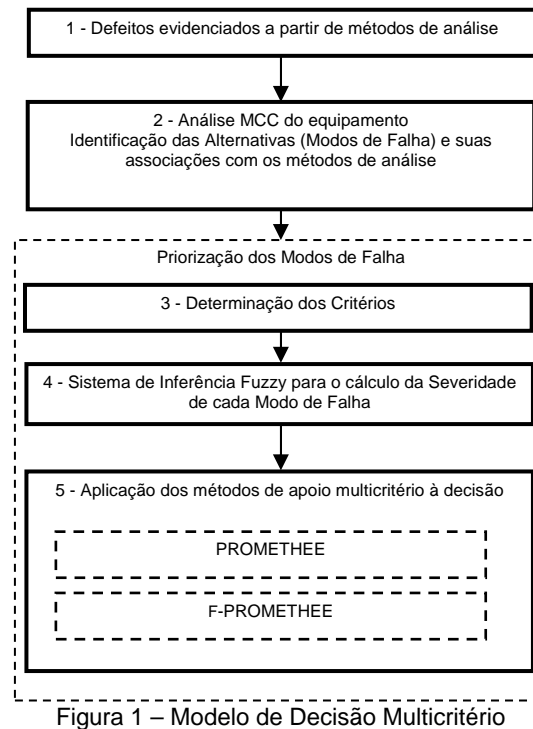 1 - Defeitos evidenciados a partir de métodos de análise
2 - Análise MCC do equipamento
Identificação das Alternativas (Modos de Falha) e suas
associações com os métodos de análise
Priorização dos Modos de Falha
3 - Determinação dos Critérios
4 - Sistema de Inferência Fuzzy para o cálculo da Severidade
de cada Modo de Falha
5 - Aplicação dos métodos de apoio multicritério à decisão
PROMETHEE
F-PROMETHEE
Figura 1 – Modelo de Decisão Multicritério